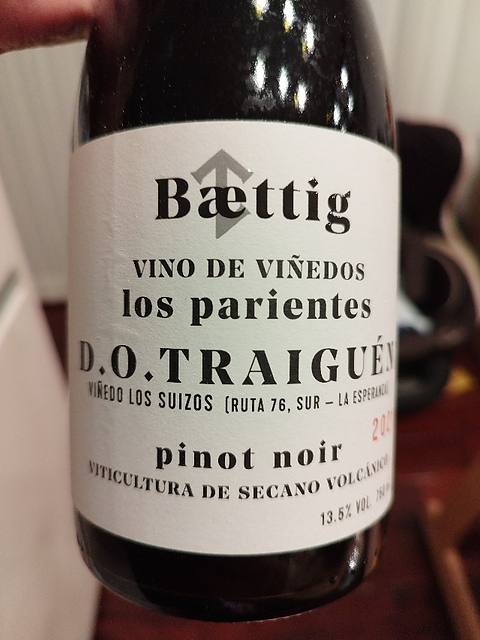 Bættig
VINO DE VIÑEDOS
los parientes
D.O.TRAIGUÉN
VIÑEDO LOS SUIZOS (RUTA 76, SUR – LA ESPERANZA)
pinot noir
VITICULTURA DE SECANO VOLCÁNICO
13.5% VOL.